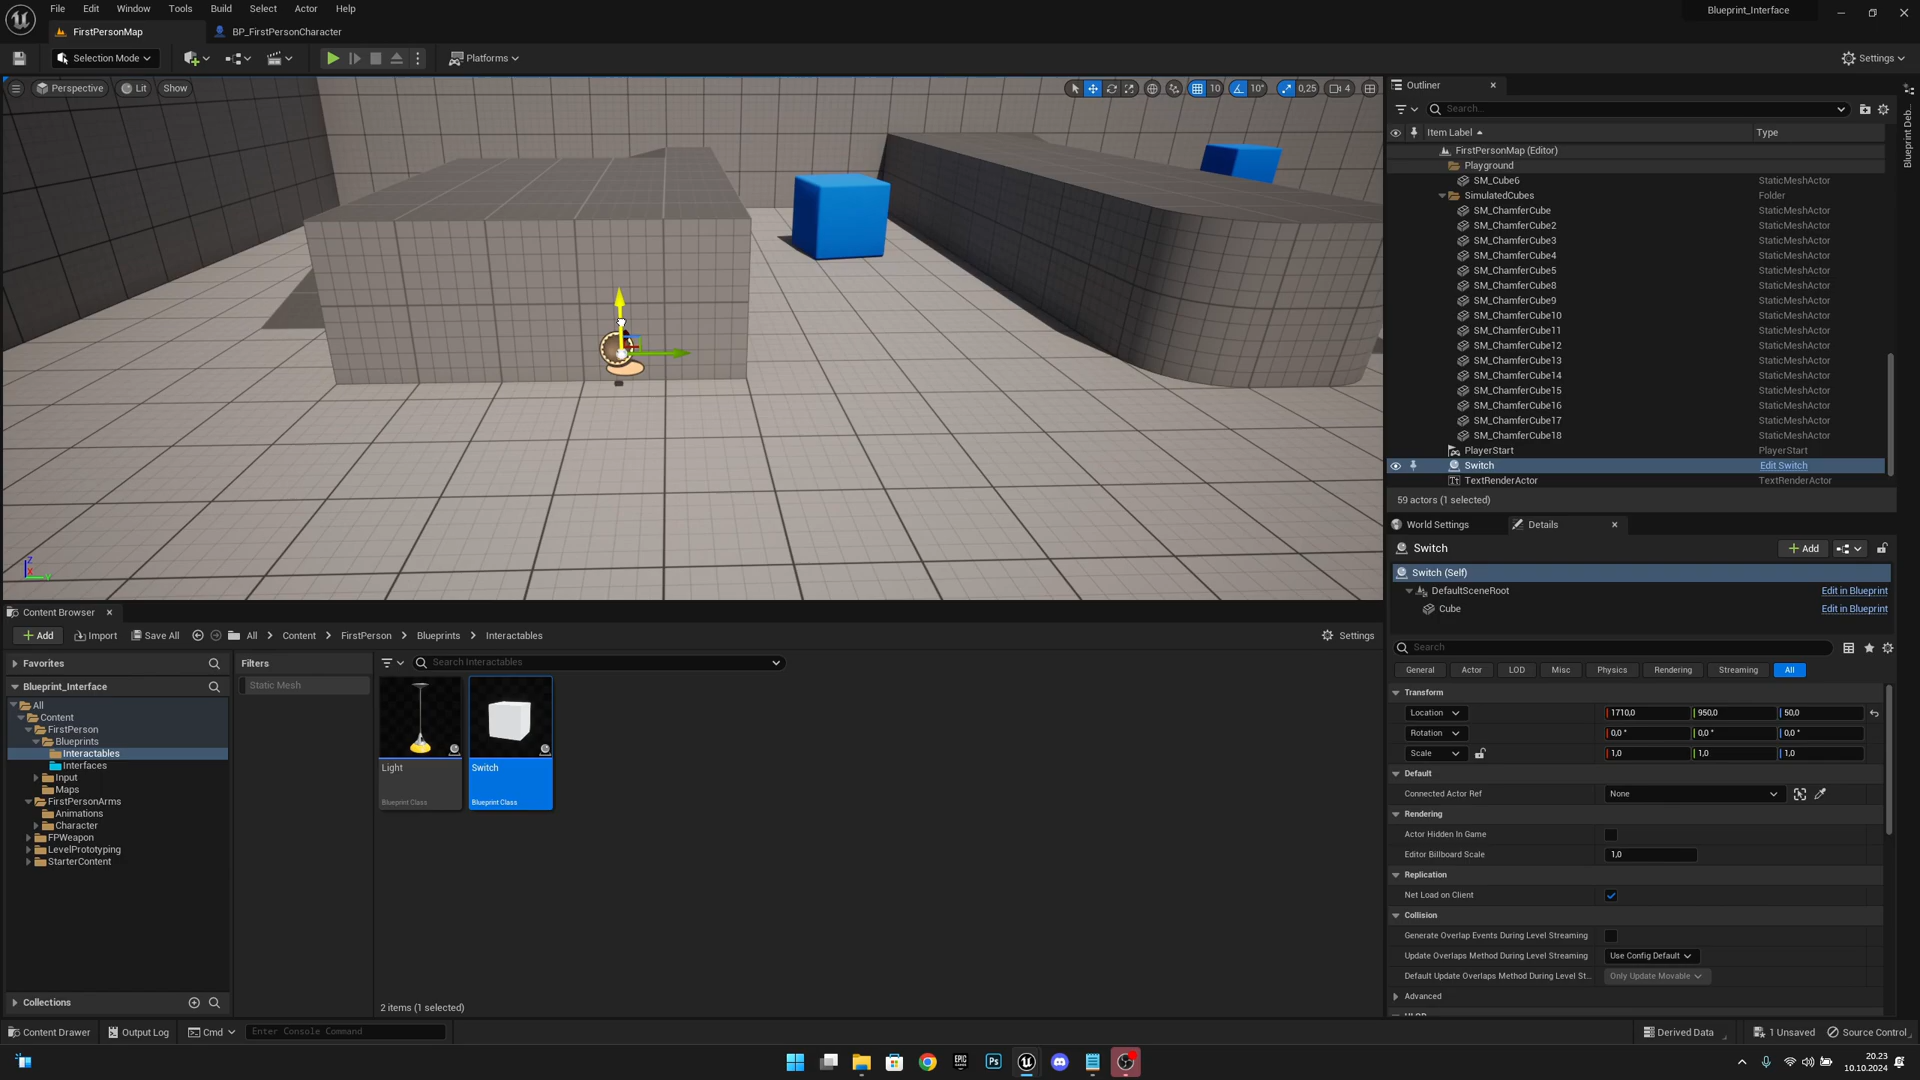 File Edit Window Tools Build Select Actor Help
Blueprint_Interface
FirstPersonMap
BP_FirstPersonCharacter
Selection Mode
Platforms
Settings
Perspective Lit Show
10 10° 0,25 4
Outliner
Search...
Item Label Type
FirstPersonMap (Editor)
Playground
SM_Cube6 StaticMeshActor
SimulatedCubes Folder
SM_ChamferCube StaticMeshActor
SM_ChamferCube2 StaticMeshActor
SM_ChamferCube3 StaticMeshActor
SM_ChamferCube4 StaticMeshActor
SM_ChamferCube5 StaticMeshActor
SM_ChamferCube8 StaticMeshActor
SM_ChamferCube9 StaticMeshActor
SM_ChamferCube10 StaticMeshActor
SM_ChamferCube11 StaticMeshActor
SM_ChamferCube12 StaticMeshActor
SM_ChamferCube13 StaticMeshActor
SM_ChamferCube14 StaticMeshActor
SM_ChamferCube15 StaticMeshActor
SM_ChamferCube16 StaticMeshActor
SM_ChamferCube17 StaticMeshActor
SM_ChamferCube18 StaticMeshActor
PlayerStart PlayerStart
Switch Edit Switch
TextRenderActor TextRenderActor
59 actors (1 selected)
Blueprint Deb...
World Settings
Details
Switch
Add
Switch (Self)
DefaultSceneRoot Edit in Blueprint
Cube Edit in Blueprint
Search
General Actor LOD Misc Physics Rendering Streaming All
Transform
Location 1710,0 950,0 50,0
Rotation 0,0 ° 0,0 ° 0,0 °
Scale 1,0 1,0 1,0
Default
Connected Actor Ref None
Rendering
Actor Hidden In Game
Editor Billboard Scale 1,0
Replication
Net Load on Client
Collision
Generate Overlap Events During Level Streaming
Update Overlaps Method During Level Streaming Use Config Default
Default Update Overlaps Method During Level St... Only Update Movable
Advanced
Z
X
Y
Content Browser
Add Import Save All All Content FirstPerson Blueprints Interactables
Settings
Favorites
Blueprint_Interface
All
Content
FirstPerson
Blueprints
Interactables
Interfaces
Input
Maps
FirstPersonArms
Animations
Character
FPWeapon
LevelPrototyping
StarterContent
Collections
Filters
Static Mesh
Search Interactables
Light
Blueprint Class
Switch
Blueprint Class
2 items (1 selected)
Content Drawer Output Log Cmd Enter Console Command
Derived Data 1 Unsaved Source Control
EPIC GAMES
Ps
20.23
10.10.2024